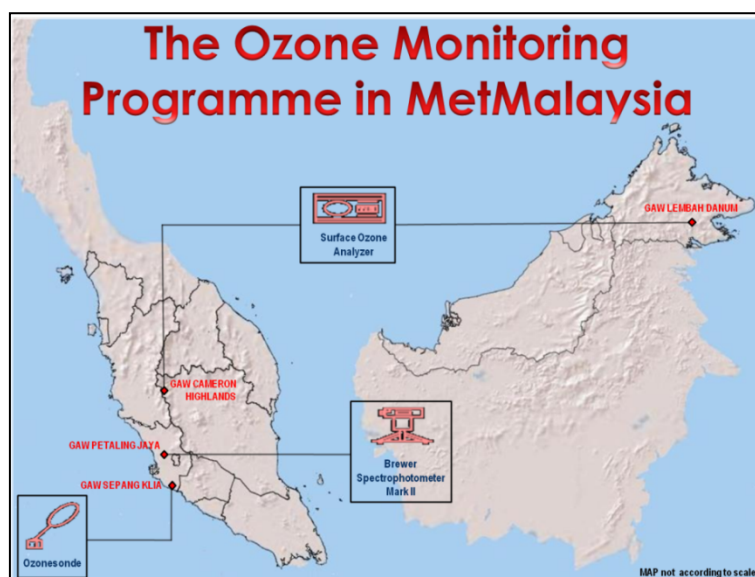 The Ozone Monitoring
Programme in MetMalaysia
Surface Ozone
Analyzer
GAW LEMBAH DANUM
GAW CAMERON
HIGHLANDS
GAW PETALING JAYA
Brewer
Spectrophotometer
Mark II
GAW SEPANG KLIA
Ozonesonde
MAP not according to scale